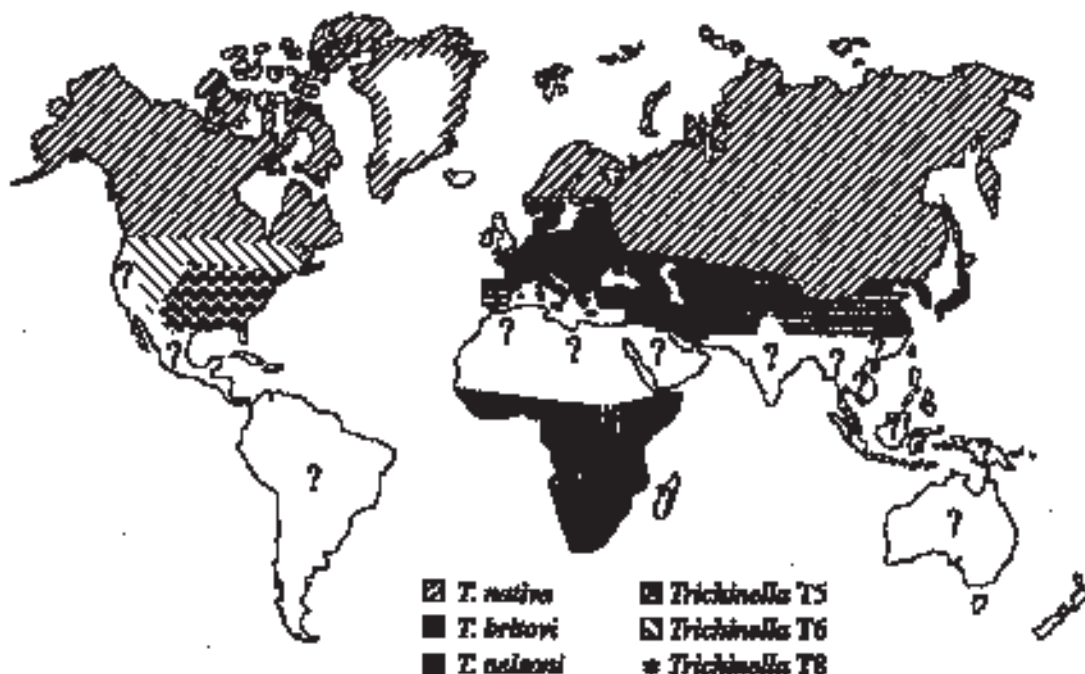 ?
?
?
?
?
?
?
?
?
?
?
?
T. nativa
T. britovi
T. nelsoni
Trichinella T5
Trichinella T6
* Trichinella T8